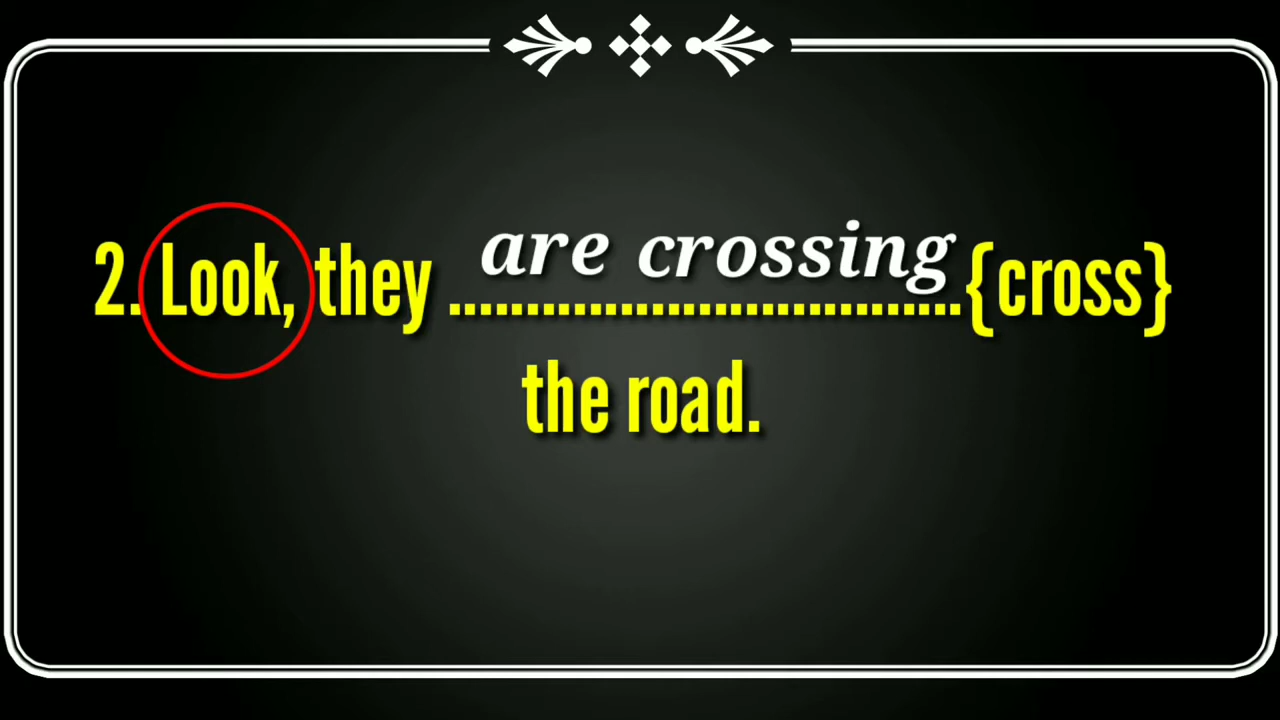 2. Look, they are crossing {cross}
the road.